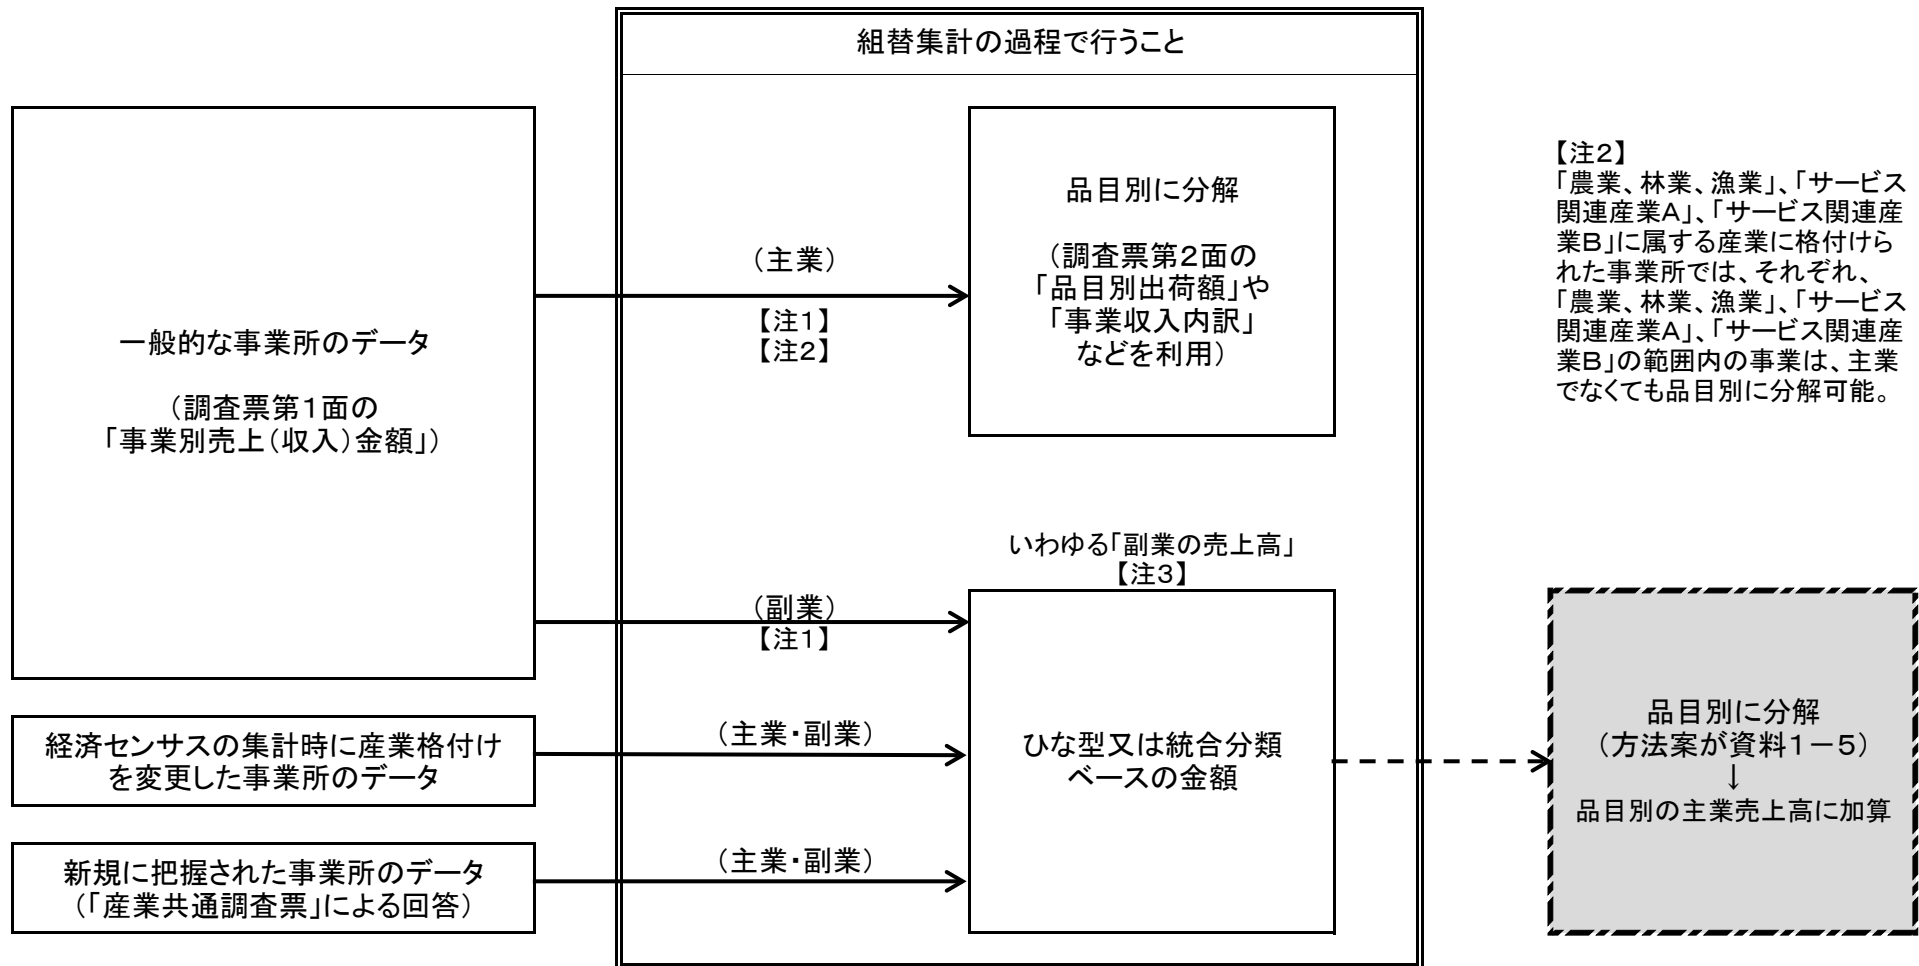 組替集計の過程で行うこと
一般的な事業所のデータ
（調査票第１面の
「事業別売上（収入）金額」）
（主業）
【注１】
【注２】
品目別に分解
（調査票第２面の
「品目別出荷額」や
「事業収入内訳」
などを利用）
【注２】
「農業、林業、漁業」、「サービス
関連産業Ａ」、「サービス関連産
業Ｂ」に属する産業に格付けら
れた事業所では、それぞれ、
「農業、林業、漁業」、「サービス
関連産業Ａ」、「サービス関連産
業Ｂ」の範囲内の事業は、主業
でなくても品目別に分解可能。
いわゆる「副業の売上高」
【注３】
（副業）
【注１】
経済センサスの集計時に産業格付け
を変更した事業所のデータ
（主業・副業）
ひな型又は統合分類
ベースの金額
新規に把握された事業所のデータ
（「産業共通調査票」による回答）
（主業・副業）
品目別に分解
（方法案が資料１－５）
↓
品目別の主業売上高に加算